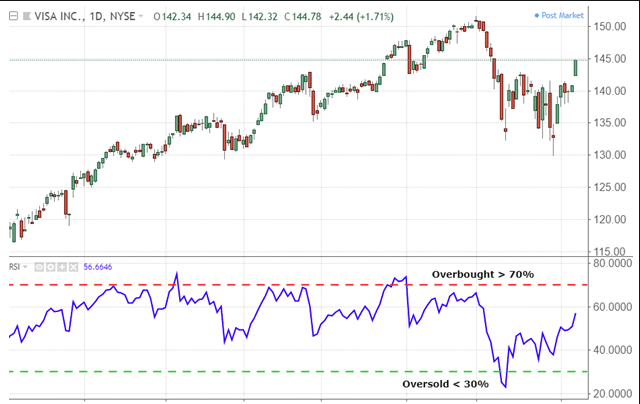 VISA INC., 1D, NYSE O142.34 H144.90 L142.32 C144.78 +2.44 (+1.71%)
Post Market
150.00
145.00
140.00
135.00
130.00
125.00
120.00
115.00
RSI 56.6646
80.0000
Overbought > 70%
60.0000
40.0000
Oversold < 30%
20.0000